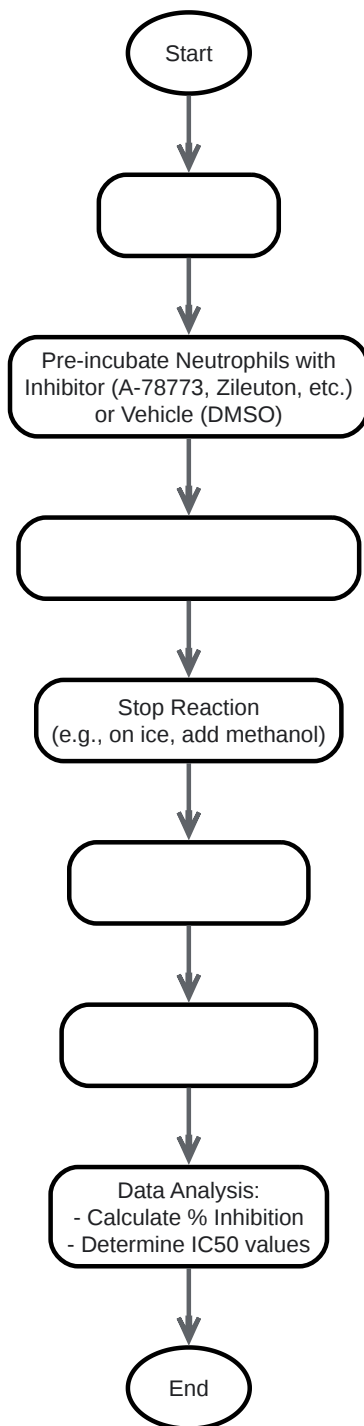 Start
Pre-incubate Neutrophils with
Inhibitor (A-78773, Zileuton, etc.)
or Vehicle (DMSO)
Stop Reaction
(e.g., on ice, add methanol)
Data Analysis:
- Calculate % Inhibition
- Determine IC50 values
End